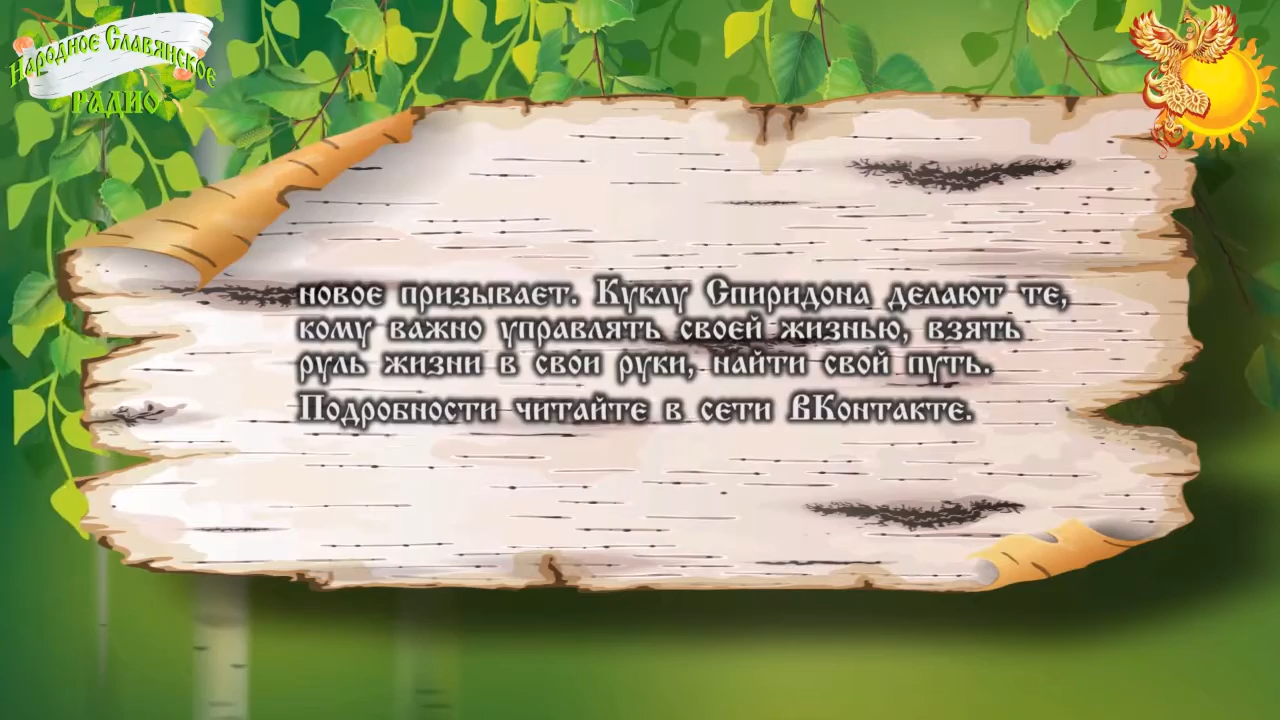 Народное Славянское
РАДИО
новое призывает. Куклу Спиридона делают те,
кому важно управлять своей жизнью, взять
руль жизни в свои руки, найти свой путь.
Подробности читайте в сети ВКонтакте.